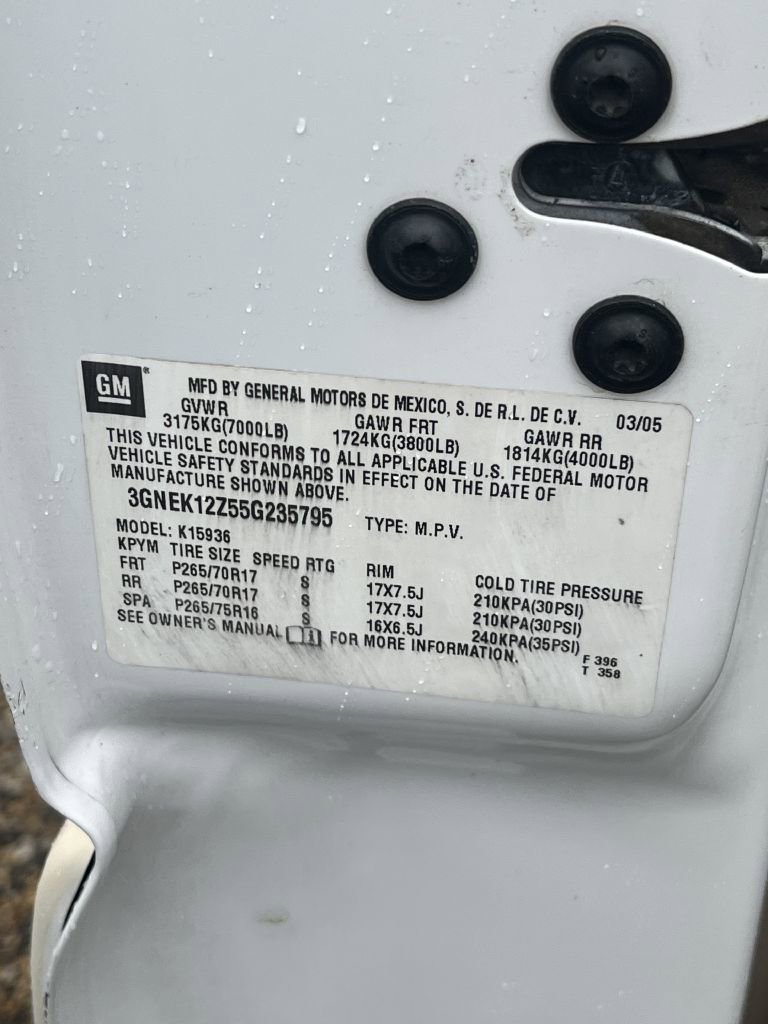 GM®
MFD BY GENERAL MOTORS DE MEXICO, S. DE R.L. DE C.V. 03/05
GVWR GAWR FRT GAWR RR
3175KG(7000LB) 1724KG(3800LB) 1814KG(4000LB)
THIS VEHICLE CONFORMS TO ALL APPLICABLE U.S. FEDERAL MOTOR
VEHICLE SAFETY STANDARDS IN EFFECT ON THE DATE OF
MANUFACTURE SHOWN ABOVE.
3GNEK12Z55G235795 TYPE: M.P.V.
MODEL: K15936
KPYM TIRE SIZE SPEED RTG RIM COLD TIRE PRESSURE
FRT P265/70R17 S 17X7.5J 210KPA(30PSI)
RR P265/70R17 S 17X7.5J 210KPA(30PSI)
SPA P265/75R16 S 16X6.5J 240KPA(35PSI)
SEE OWNER'S MANUAL FOR MORE INFORMATION.
F 396
T 358